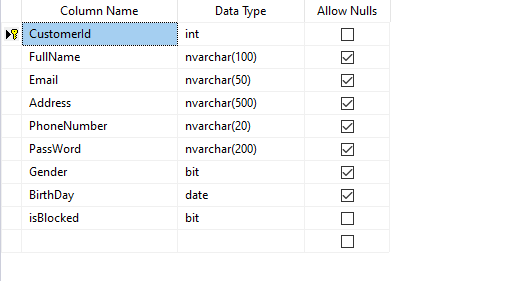 Column Name Data Type Allow Nulls
CustomerId int
FullName nvarchar(100)
Email nvarchar(50)
Address nvarchar(500)
PhoneNumber nvarchar(20)
PassWord nvarchar(200)
Gender bit
BirthDay date
isBlocked bit